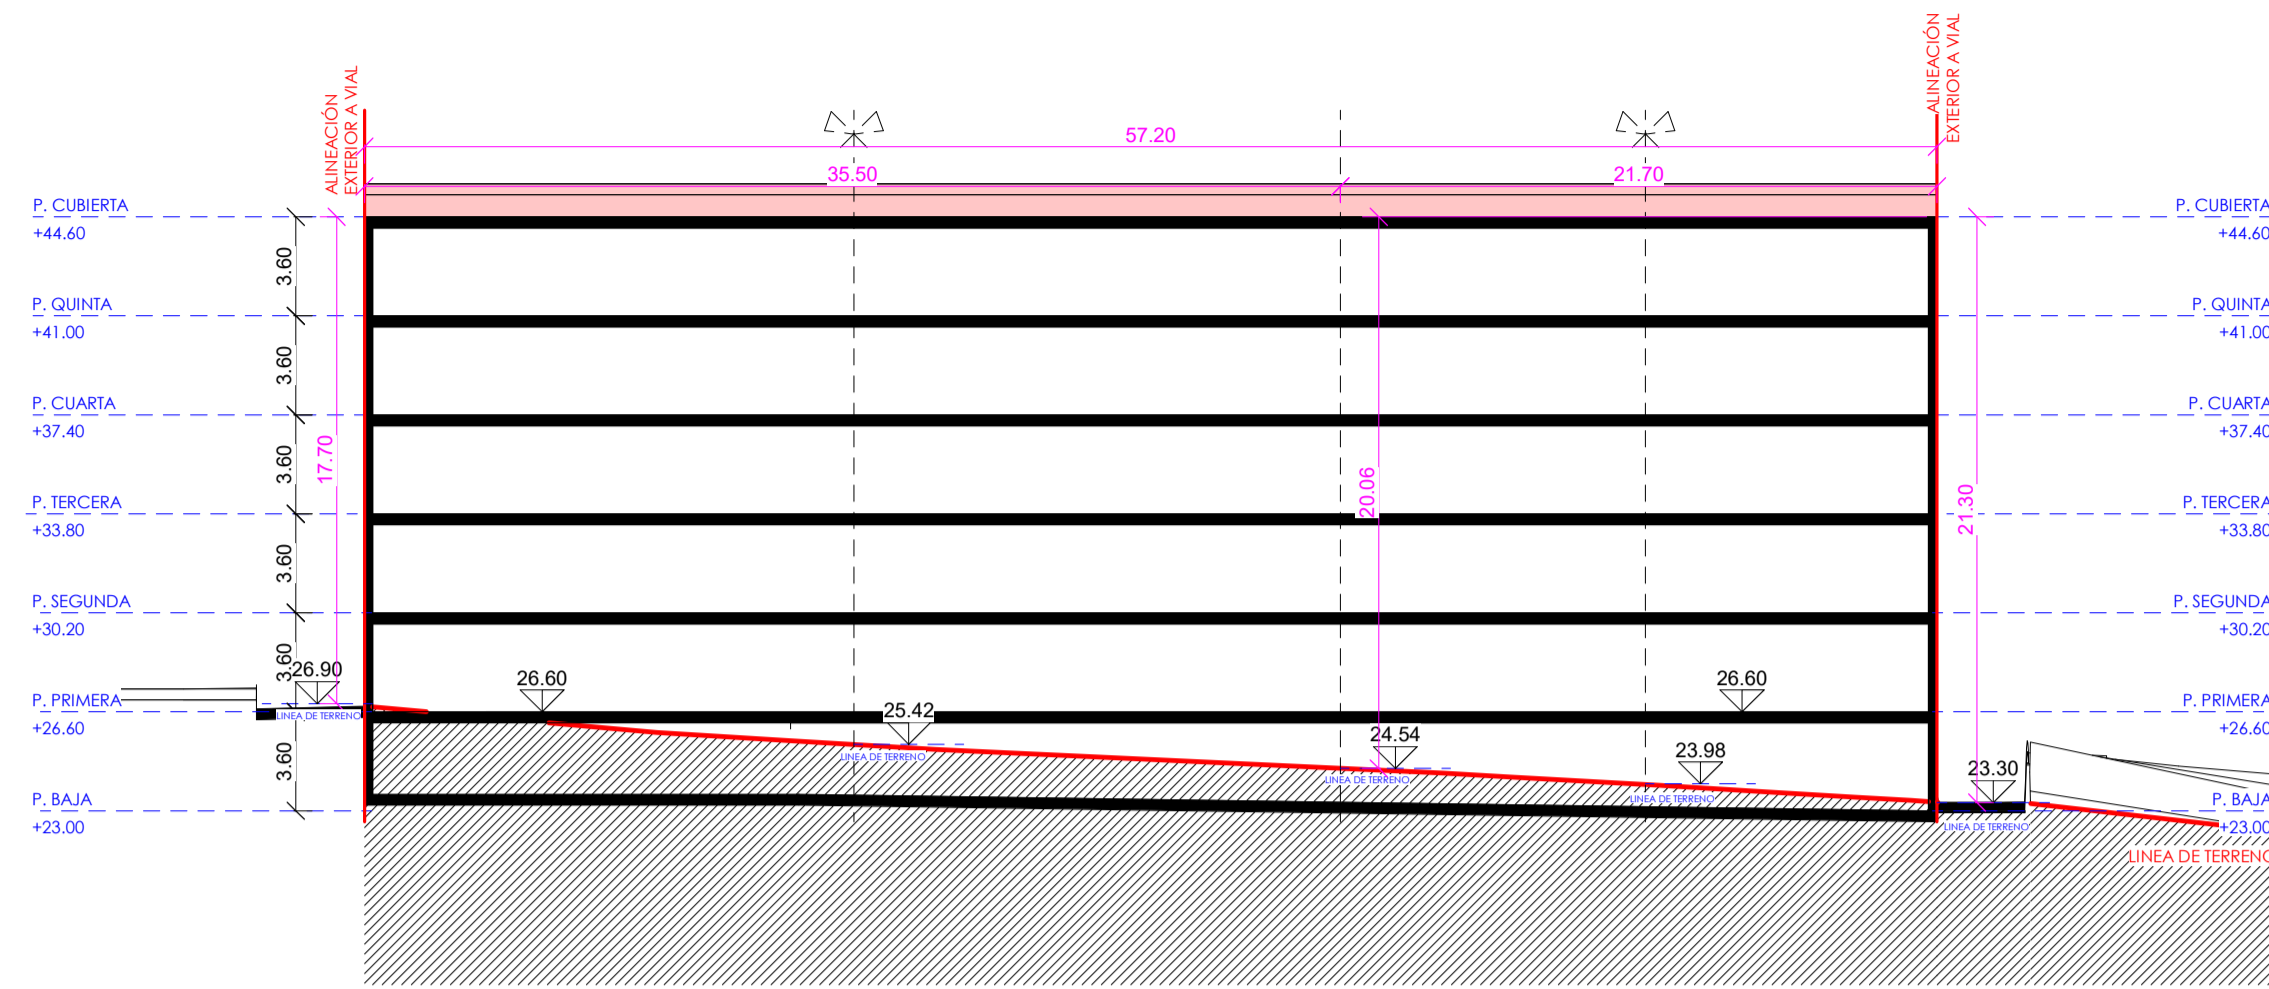 ALINEACIÓN
EXTERIOR A VIAL
ALINEACIÓN
EXTERIOR A VIAL
57.20
35.50
21.70
P. CUBIERTA
+44.60
P. CUBIERTA
+44.60
3.60
P. QUINTA
+41.00
P. QUINTA
+41.00
3.60
P. CUARTA
+37.40
P. CUARTA
+37.40
17.70
3.60
20.06
21.30
P. TERCERA
+33.80
P. TERCERA
+33.80
3.60
P. SEGUNDA
+30.20
P. SEGUNDA
+30.20
3.60
26.90
26.60
26.60
P. PRIMERA
+26.60
LINEA DE TERRENO
P. PRIMERA
+26.60
25.42
LINEA DE TERRENO
24.54
LINEA DE TERRENO
23.98
LINEA DE TERRENO
23.30
LINEA DE TERRENO
3.60
P. BAJA
+23.00
P. BAJA
+23.00
LINEA DE TERRENO